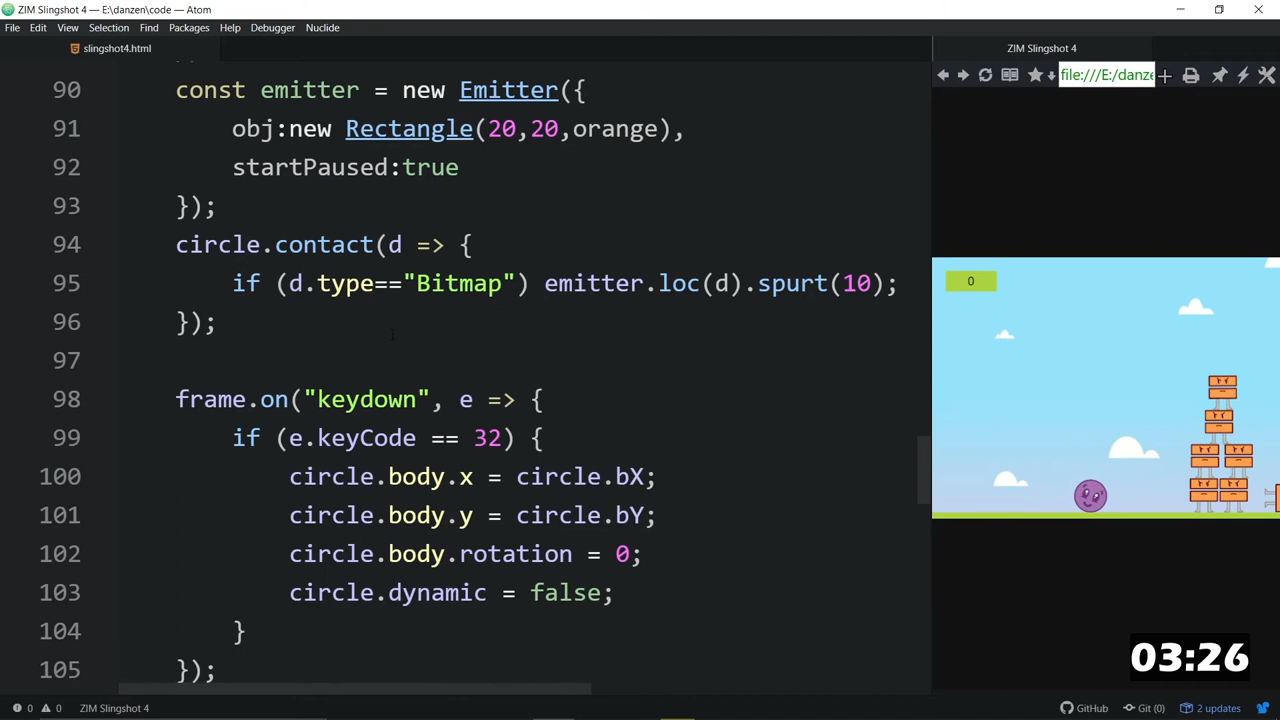 ZIM Slingshot 4 — E:\danzen\code — Atom
File Edit View Selection Find Packages Help Debugger Nuclide
slingshot4.html
ZIM Slingshot 4
file:///E:/danze
90 const emitter = new Emitter({
91 obj:new Rectangle(20,20,orange),
92 startPaused:true
93 });
94 circle.contact(d => {
95 if (d.type=="Bitmap") emitter.loc(d).spurt(10);
96 });
97
98 frame.on("keydown", e => {
99 if (e.keyCode == 32) {
100 circle.body.x = circle.bX;
101 circle.body.y = circle.bY;
102 circle.body.rotation = 0;
103 circle.dynamic = false;
104 }
105 });
0
03:26
0 0 ZIM Slingshot 4
GitHub Git (0) 2 updates